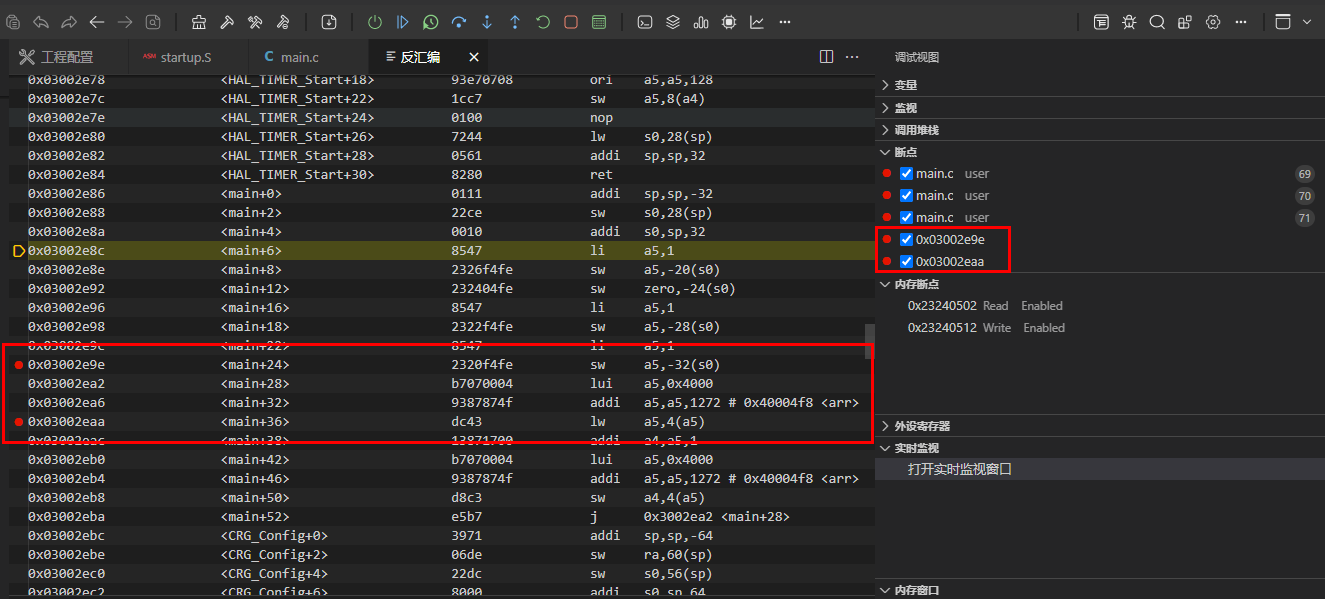 工程配置 ASM startup.S C main.c 反汇编
0x03002e78 <HAL_TIMER_Start+18> 93e70708 ori a5,a5,128
0x03002e7c <HAL_TIMER_Start+22> 1cc7 sw a5,8(a4)
0x03002e7e <HAL_TIMER_Start+24> 0100 nop
0x03002e80 <HAL_TIMER_Start+26> 7244 lw s0,28(sp)
0x03002e82 <HAL_TIMER_Start+28> 0561 addi sp,sp,32
0x03002e84 <HAL_TIMER_Start+30> 8280 ret
0x03002e86 <main+0> 0111 addi sp,sp,-32
0x03002e88 <main+2> 22ce sw s0,28(sp)
0x03002e8a <main+4> 0010 addi s0,sp,32
0x03002e8c <main+6> 8547 li a5,1
0x03002e8e <main+8> 2326f4fe sw a5,-20(s0)
0x03002e92 <main+12> 232404fe sw zero,-24(s0)
0x03002e96 <main+16> 8547 li a5,1
0x03002e98 <main+18> 2322f4fe sw a5,-28(s0)
0x03002e9c <main+22> 8547 li a5,1
0x03002e9e <main+24> 2320f4fe sw a5,-32(s0)
0x03002ea2 <main+28> b7070004 lui a5,0x4000
0x03002ea6 <main+32> 9387874f addi a5,a5,1272 # 0x40004f8 <arr>
0x03002eaa <main+36> dc43 lw a5,4(a5)
0x03002eac <main+38> 13871700 addi a4,a5,1
0x03002eb0 <main+42> b7070004 lui a5,0x4000
0x03002eb4 <main+46> 9387874f addi a5,a5,1272 # 0x40004f8 <arr>
0x03002eb8 <main+50> d8c3 sw a4,4(a5)
0x03002eba <main+52> e5b7 j 0x3002ea2 <main+28>
0x03002ebc <CRG_Config+0> 3971 addi sp,sp,-64
0x03002ebe <CRG_Config+2> 06de sw ra,60(sp)
0x03002ec0 <CRG_Config+4> 22dc sw s0,56(sp)
0x03002ec2 <CRG_Config+6> 8000 addi s0,sp,64
调试视图
变量
监视
调用堆栈
断点
main.c user 69
main.c user 70
main.c user 71
0x03002e9e
0x03002eaa
内存断点
0x23240502 Read Enabled
0x23240512 Write Enabled
外设寄存器
实时监视
打开实时监视窗口
内存窗口